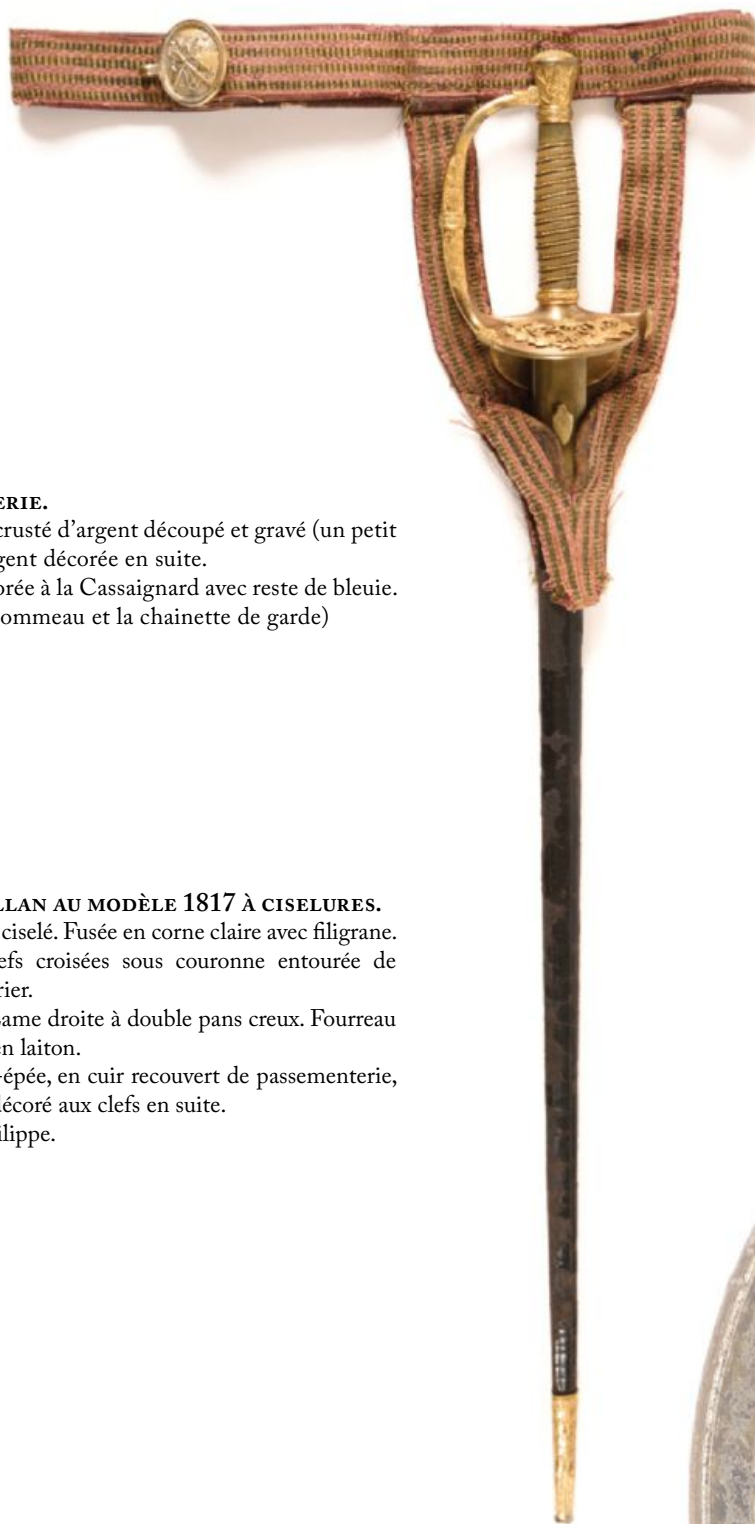 ERIE.
crusté d'argent découpé et gravé (un petit
gent décorée en suite.
orée à la Cassaignard avec reste de bleuie.
ommeau et la chainette de garde)
LLAN AU MODÈLE 1817 À CISELURES.
ciselé. Fusée en corne claire avec filigrane.
efs croisées sous couronne entourée de
rier.
ame droite à double pans creux. Fourreau
en laiton.
-épée, en cuir recouvert de passementerie,
décoré aux clefs en suite.
ilippe.